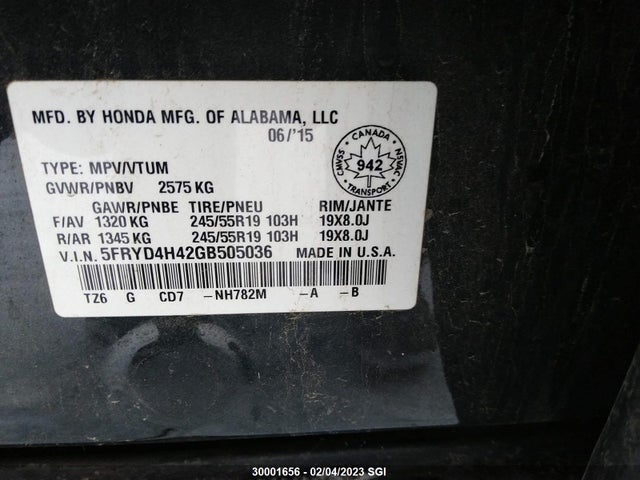 MFD. BY HONDA MFG. OF ALABAMA, LLC
06/'15
CANADA
CMVSS 942 NSVAC
TRANSPORT
TYPE: MPV/VTUM
GVWR/PNBV 2575 KG
GAWR/PNBE TIRE/PNEU RIM/JANTE
F/AV 1320 KG 245/55R19 103H 19X8.0J
R/AR 1345 KG 245/55R19 103H 19X8.0J
V.I.N. 5FRYD4H42GB505036 MADE IN U.S.A.
TZ6 G CD7 –NH782M –A –B
30001656 - 02/04/2023 SGI